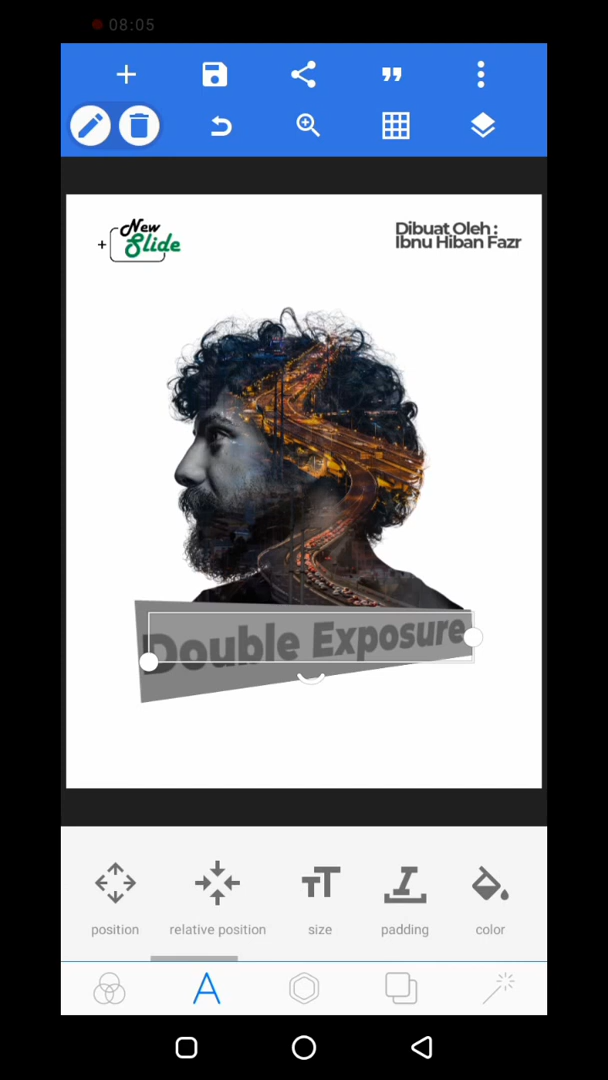 08:05
New
Slide
Dibuat Oleh :
Ibnu Hiban Fazr
Double Exposure
position
relative position
size
padding
color